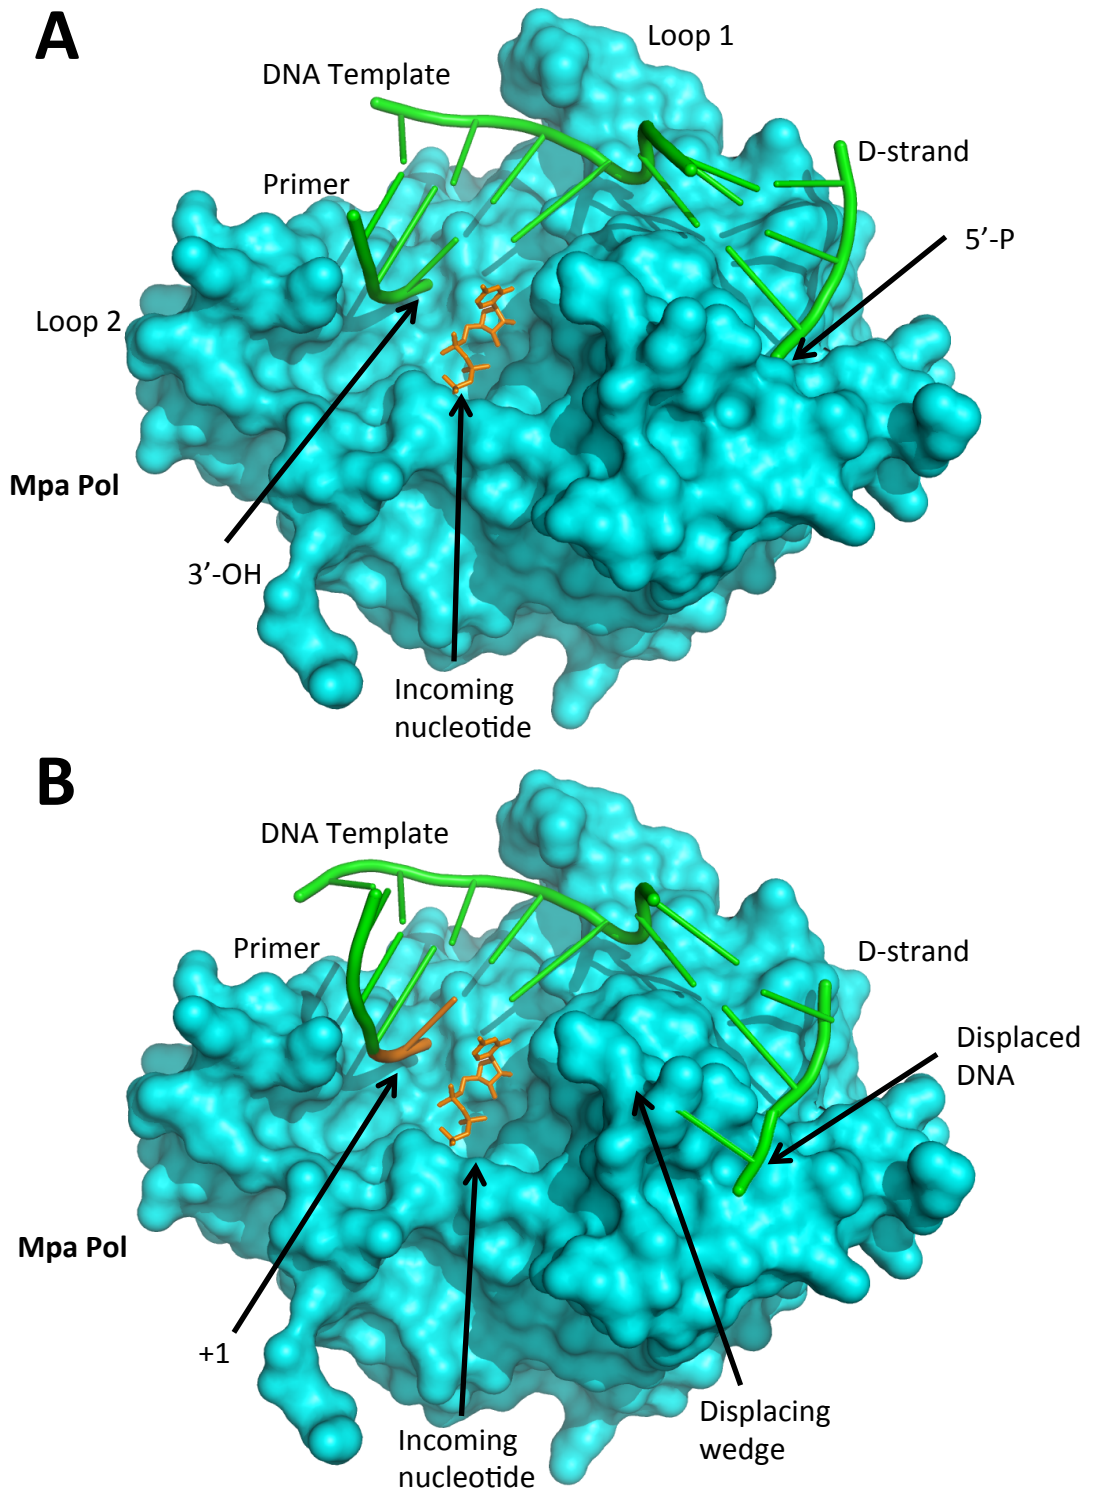 A
Loop 1
DNA Template
D-strand
Primer
5’-P
Loop 2
Mpa Pol
3’-OH
Incoming
nucleotide
B
DNA Template
Primer
D-strand
Displaced
DNA
Mpa Pol
+1
Displacing
wedge
Incoming
nucleotide